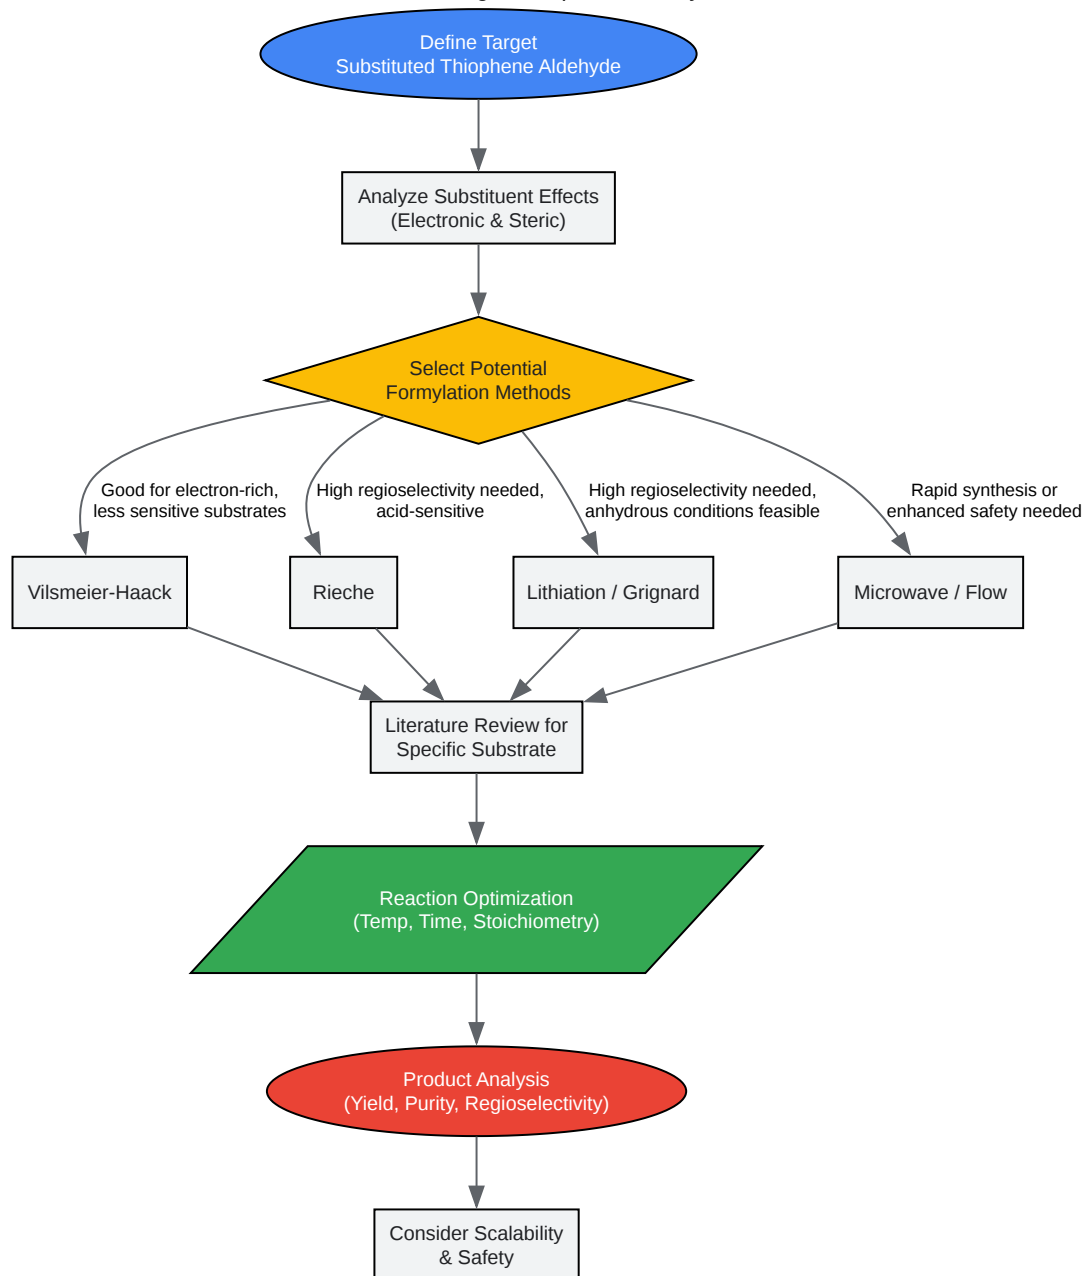 Define Target
Substituted Thiophene Aldehyde
Analyze Substituent Effects
(Electronic & Steric)
Select Potential
Formylation Methods
Good for electron-rich,
less sensitive substrates
High regioselectivity needed,
acid-sensitive
High regioselectivity needed,
anhydrous conditions feasible
Rapid synthesis or
enhanced safety needed
Vilsmeier-Haack
Rieche
Lithiation / Grignard
Microwave / Flow
Literature Review for
Specific Substrate
Reaction Optimization
(Temp, Time, Stoichiometry)
Product Analysis
(Yield, Purity, Regioselectivity)
Consider Scalability
& Safety